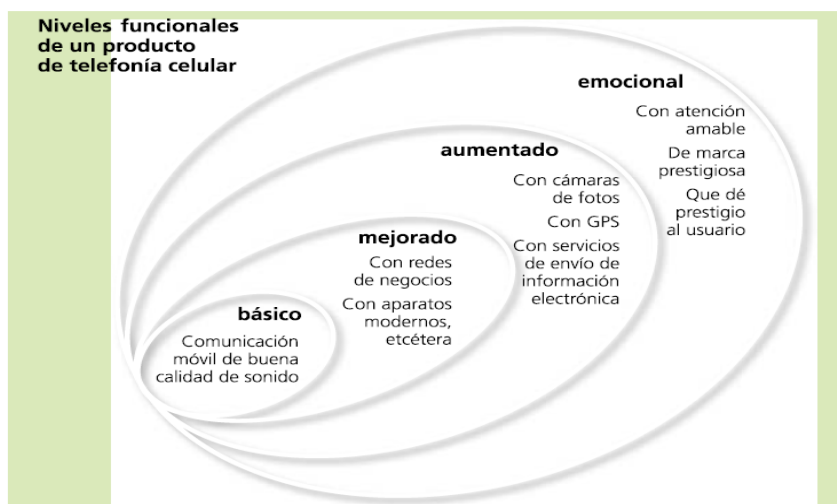 Niveles funcionales
de un producto
de telefonía celular
emocional
Con atención
amable
De marca
prestigiosa
Que dé
prestigio
al usuario
aumentado
Con cámaras
de fotos
Con GPS
Con servicios
de envío de
información
electrónica
mejorado
Con redes
de negocios
Con aparatos
modernos,
etcétera
básico
Comunicación
móvil de buena
calidad de sonido